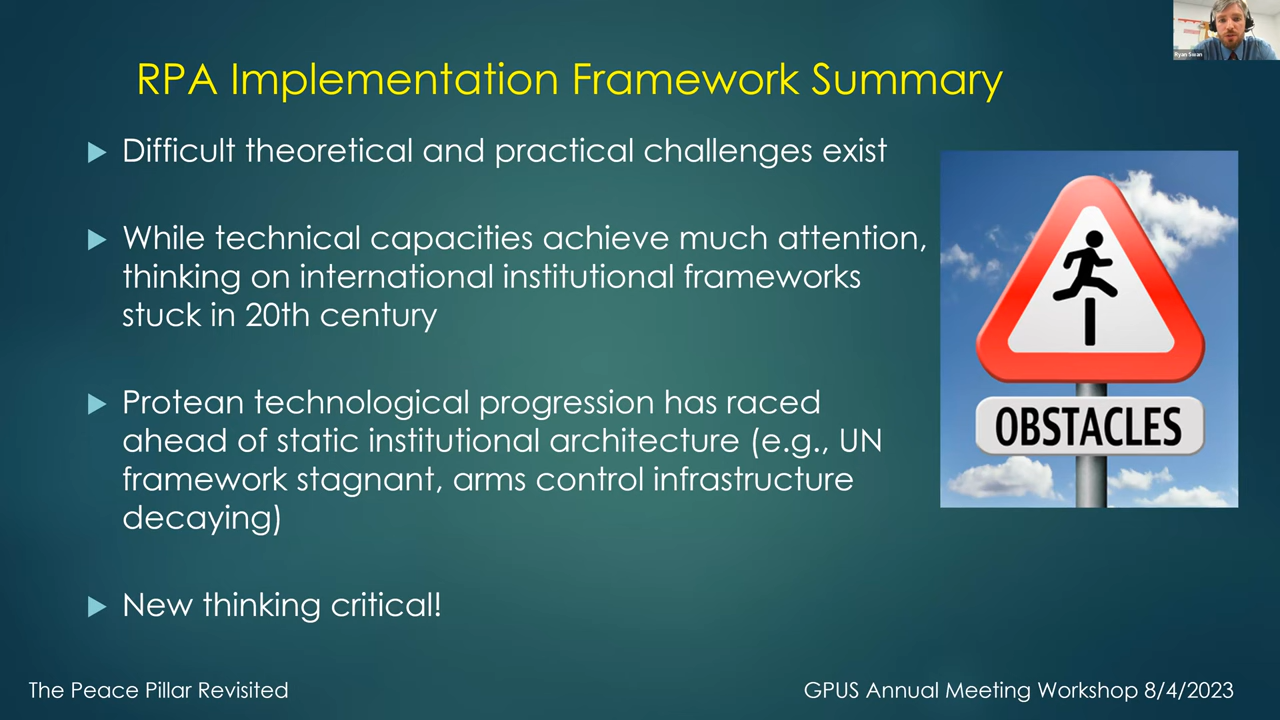 Ryan Swan
RPA Implementation Framework Summary
Difficult theoretical and practical challenges exist
While technical capacities achieve much attention,
thinking on international institutional frameworks
stuck in 20th century
Protean technological progression has raced
ahead of static institutional architecture (e.g., UN
framework stagnant, arms control infrastructure
decaying)
New thinking critical!
OBSTACLES
The Peace Pillar Revisited
GPUS Annual Meeting Workshop 8/4/2023